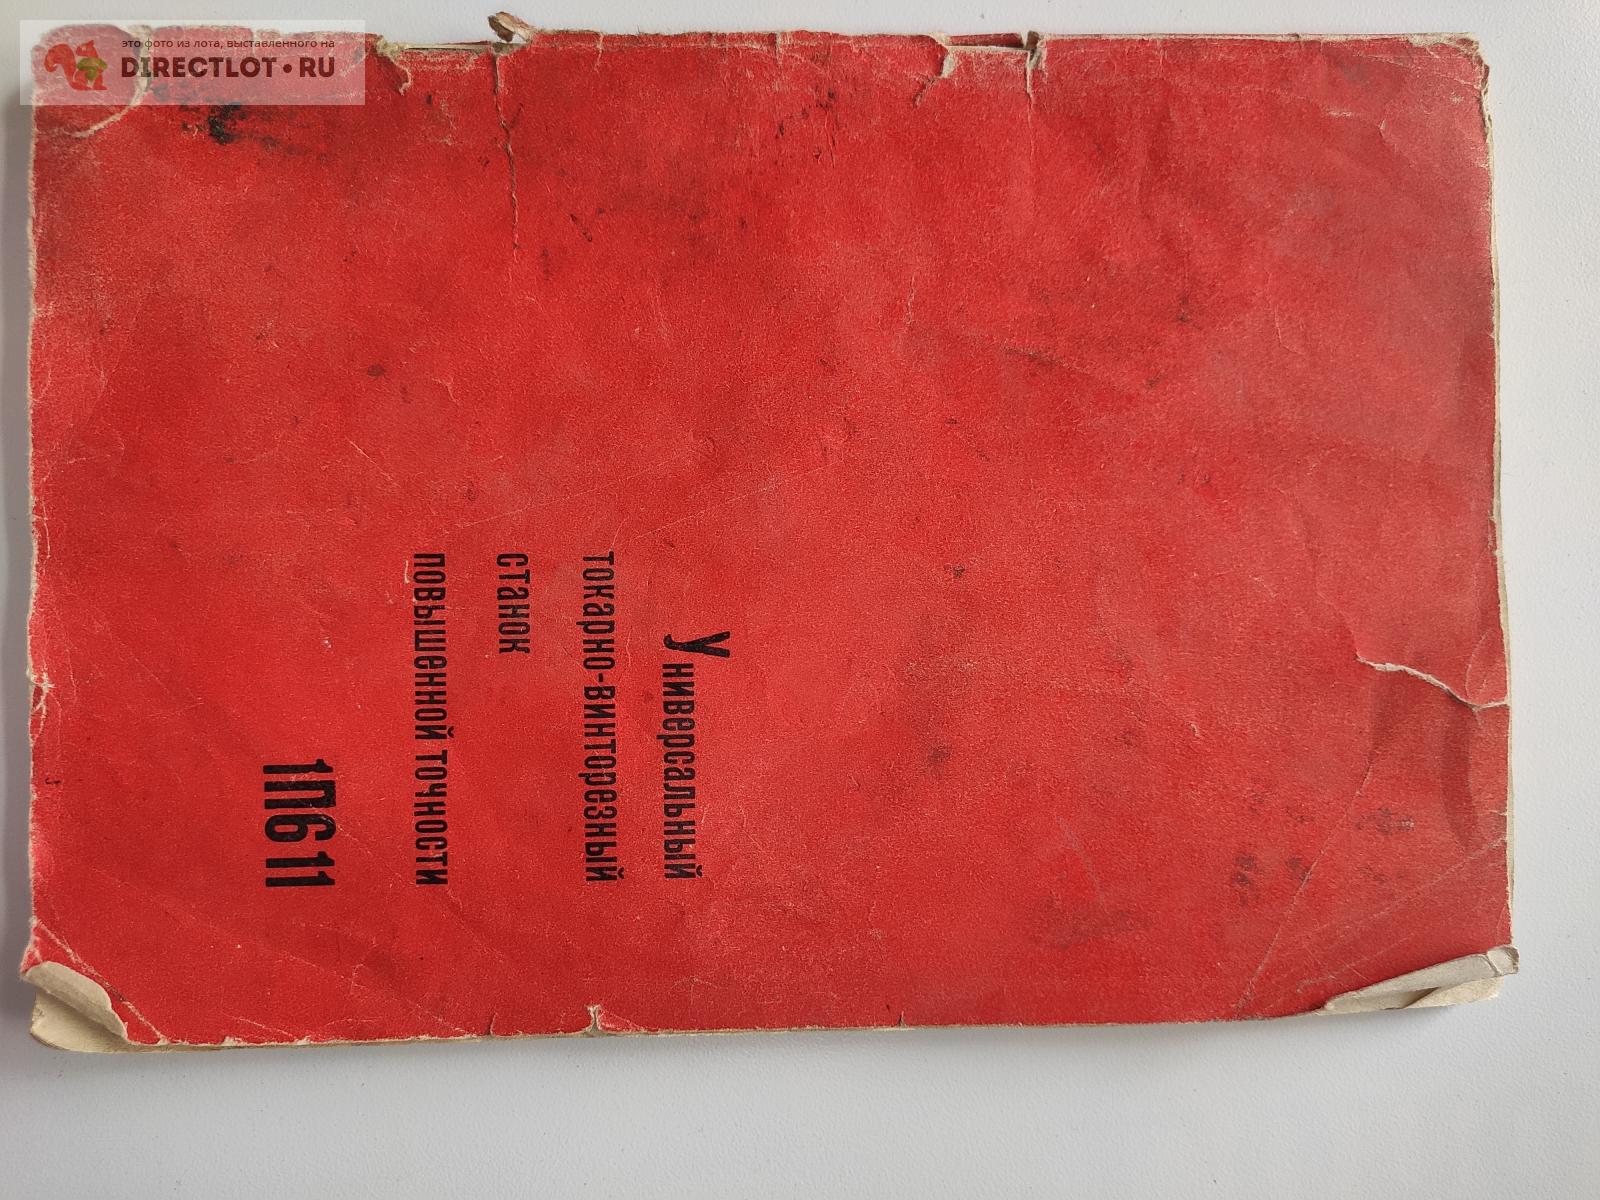 это фото из лота, выставленного на
DIRECTLOT.RU
Универсальный
токарно-винторезный
станок
повышенной точности
1П611